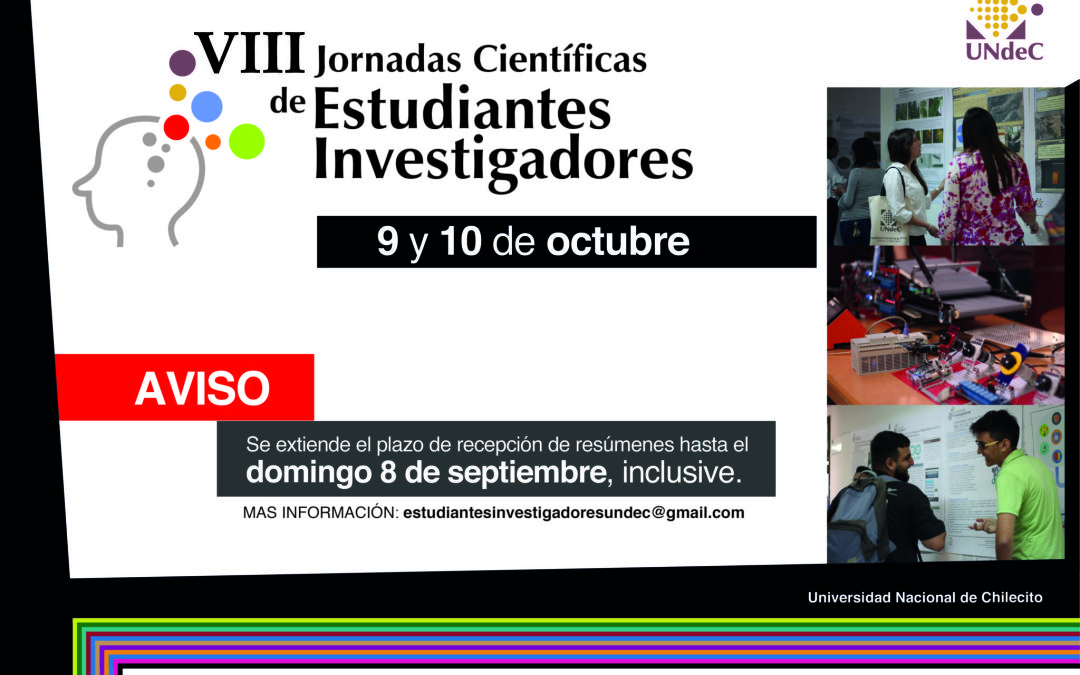 UNdeC
VIII Jornadas Científicas
de Estudiantes
Investigadores
9 y 10 de octubre
UNdeC
AVISO
Se extiende el plazo de recepción de resúmenes hasta el
domingo 8 de septiembre, inclusive.
MAS INFORMACIÓN: estudiantesinvestigadoresundec@gmail.com
Universidad Nacional de Chilecito